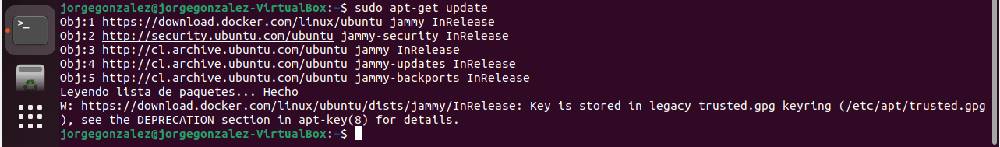 jorgegonzalez@jorgegonzalez-VirtualBox:~$ sudo apt-get update
Obj:1 https://download.docker.com/linux/ubuntu jammy InRelease
Obj:2 http://security.ubuntu.com/ubuntu jammy-security InRelease
Obj:3 http://cl.archive.ubuntu.com/ubuntu jammy InRelease
Obj:4 http://cl.archive.ubuntu.com/ubuntu jammy-updates InRelease
Obj:5 http://cl.archive.ubuntu.com/ubuntu jammy-backports InRelease
Leyendo lista de paquetes... Hecho
W: https://download.docker.com/linux/ubuntu/dists/jammy/InRelease: Key is stored in legacy trusted.gpg keyring (/etc/apt/trusted.gpg
), see the DEPRECATION section in apt-key(8) for details.
jorgegonzalez@jorgegonzalez-VirtualBox:~$